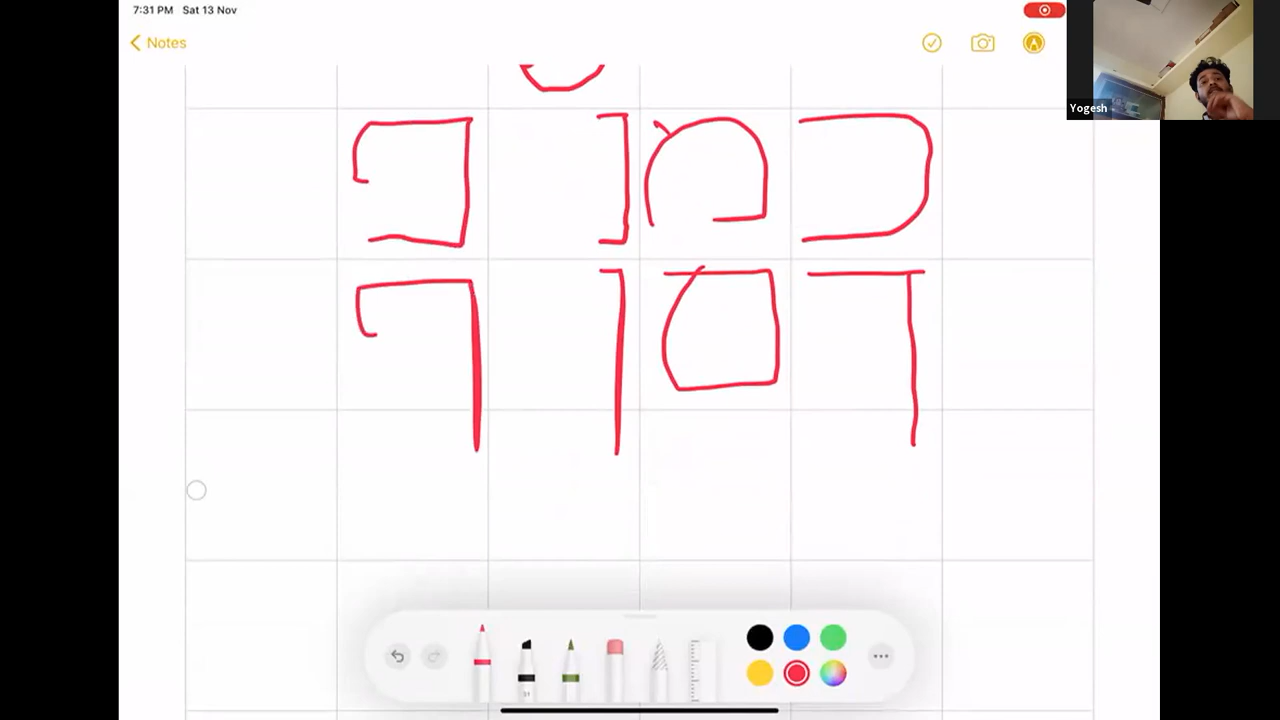 7:31 PM Sat 13 Nov
Notes
Yogesh
כ מ נ פ
ך ם ן ף